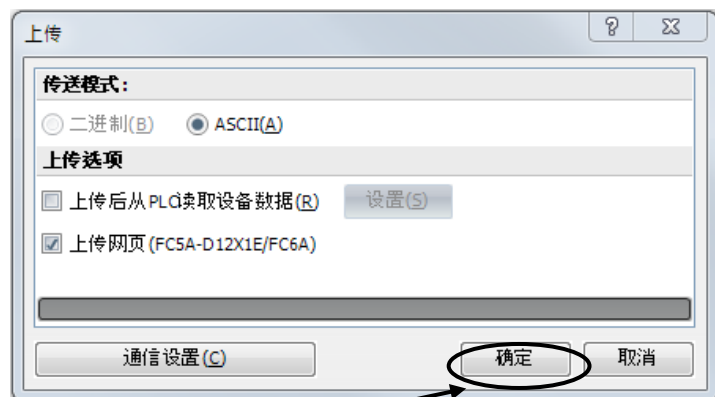 上传
传送模式：
二进制(B) ASCII(A)
上传选项
上传后从PLC读取设备数据(R) 设置(S)
上传网页(FC5A-D12X1E/FC6A)
通信设置(C) 确定 取消